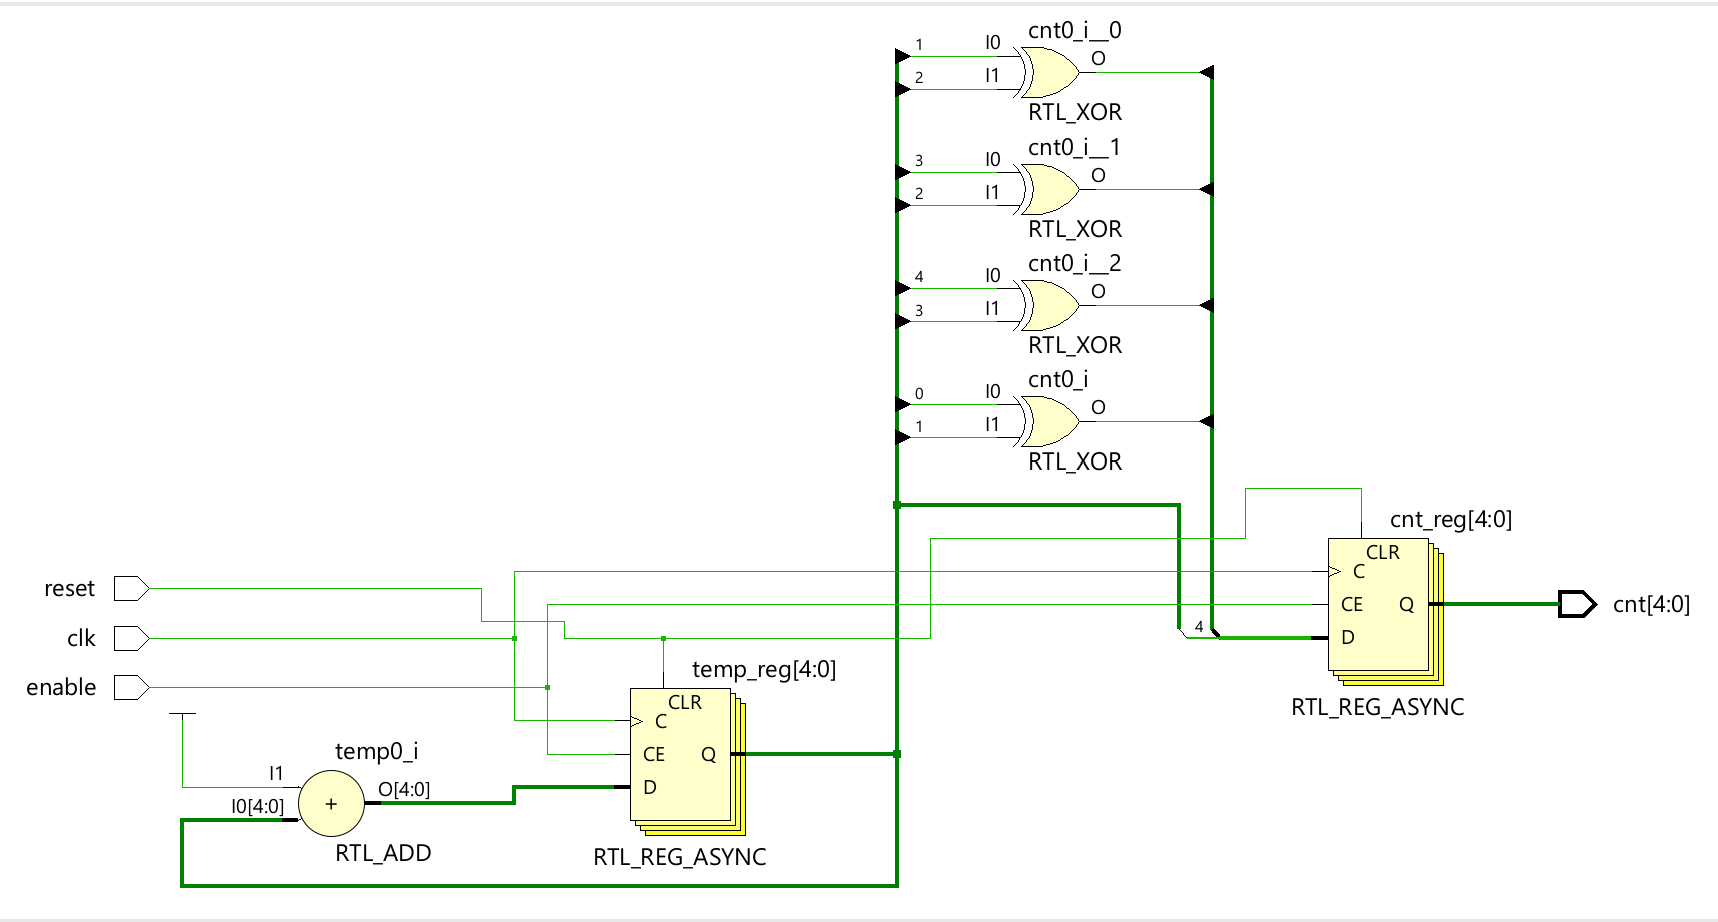 cnt0_i__0
1
I0
O
2
I1
RTL_XOR
cnt0_i__1
3
I0
O
2
I1
RTL_XOR
cnt0_i__2
4
I0
O
3
I1
RTL_XOR
cnt0_i
0
I0
O
1
I1
RTL_XOR
cnt_reg[4:0]
CLR
C
CE
Q
D
4
RTL_REG_ASYNC
cnt[4:0]
reset
clk
enable
temp_reg[4:0]
CLR
C
CE
Q
D
RTL_REG_ASYNC
temp0_i
I1
I0[4:0]
+
O[4:0]
RTL_ADD